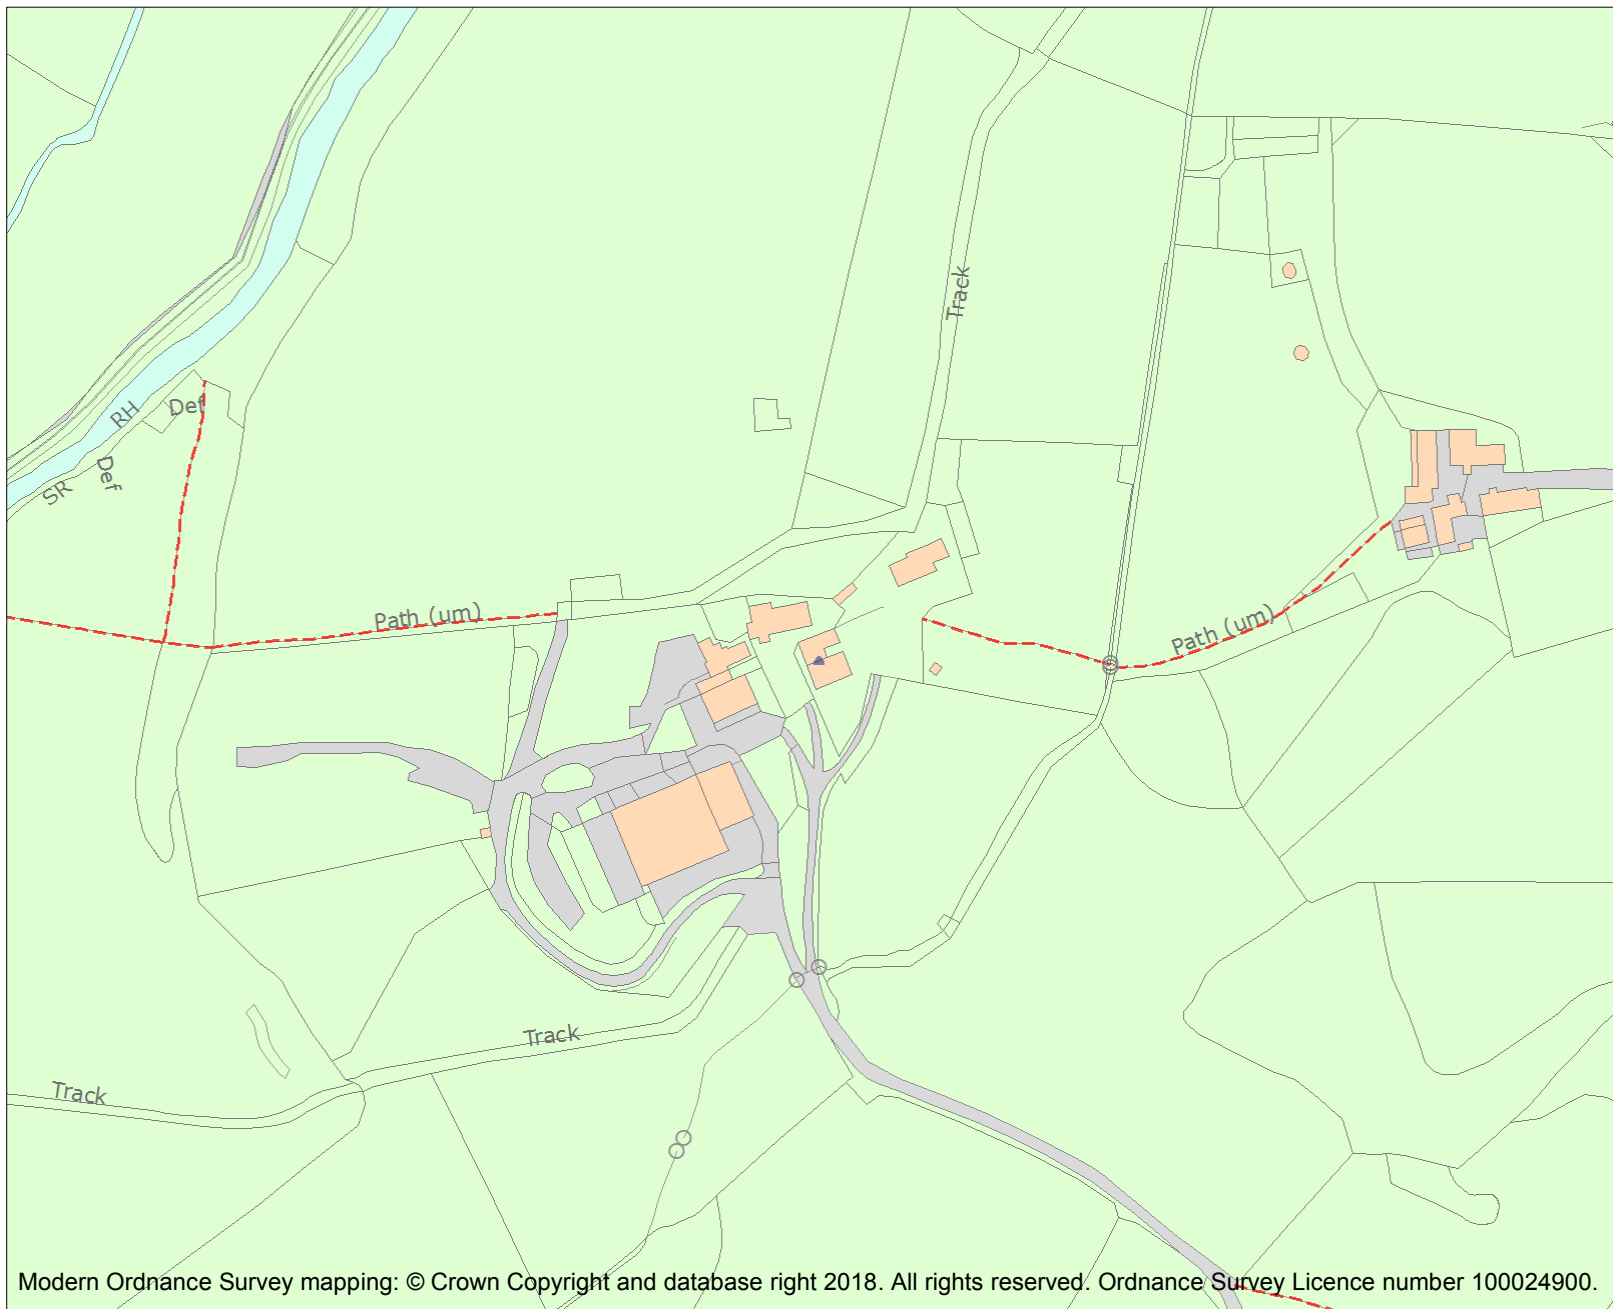 Track
RH
Def
Def
SR
Path (um)
Path (um)
Track
Track
Modern Ordnance Survey mapping: © Crown Copyright and database right 2018. All rights reserved. Ordnance Survey Licence number 100024900.